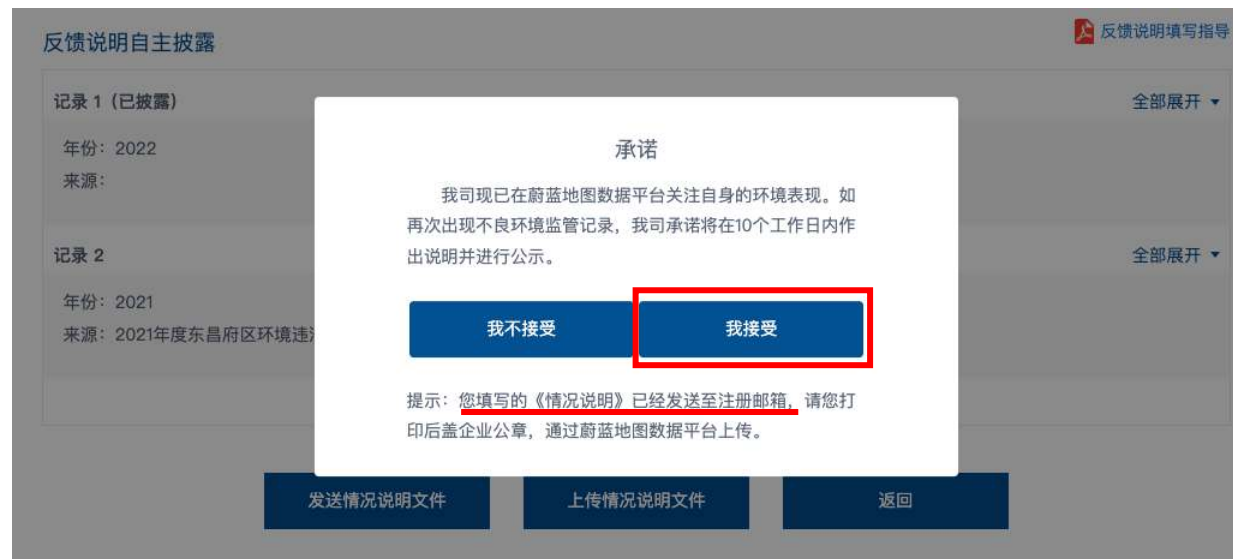 反馈说明自主披露
反馈说明填写指导
记录 1（已披露）
全部展开
年份：2022
来源：
承诺
我司现已在蔚蓝地图数据平台关注自身的环境表现。如
再次出现不良环境监管记录，我司承诺将在10个工作日内作
出说明并进行公示。
记录 2
全部展开
年份：2021
来源：2021年度东昌府区环境违
我不接受
我接受
提示：您填写的《情况说明》已经发送至注册邮箱，请您打
印后盖企业公章，通过蔚蓝地图数据平台上传。
发送情况说明文件
上传情况说明文件
返回